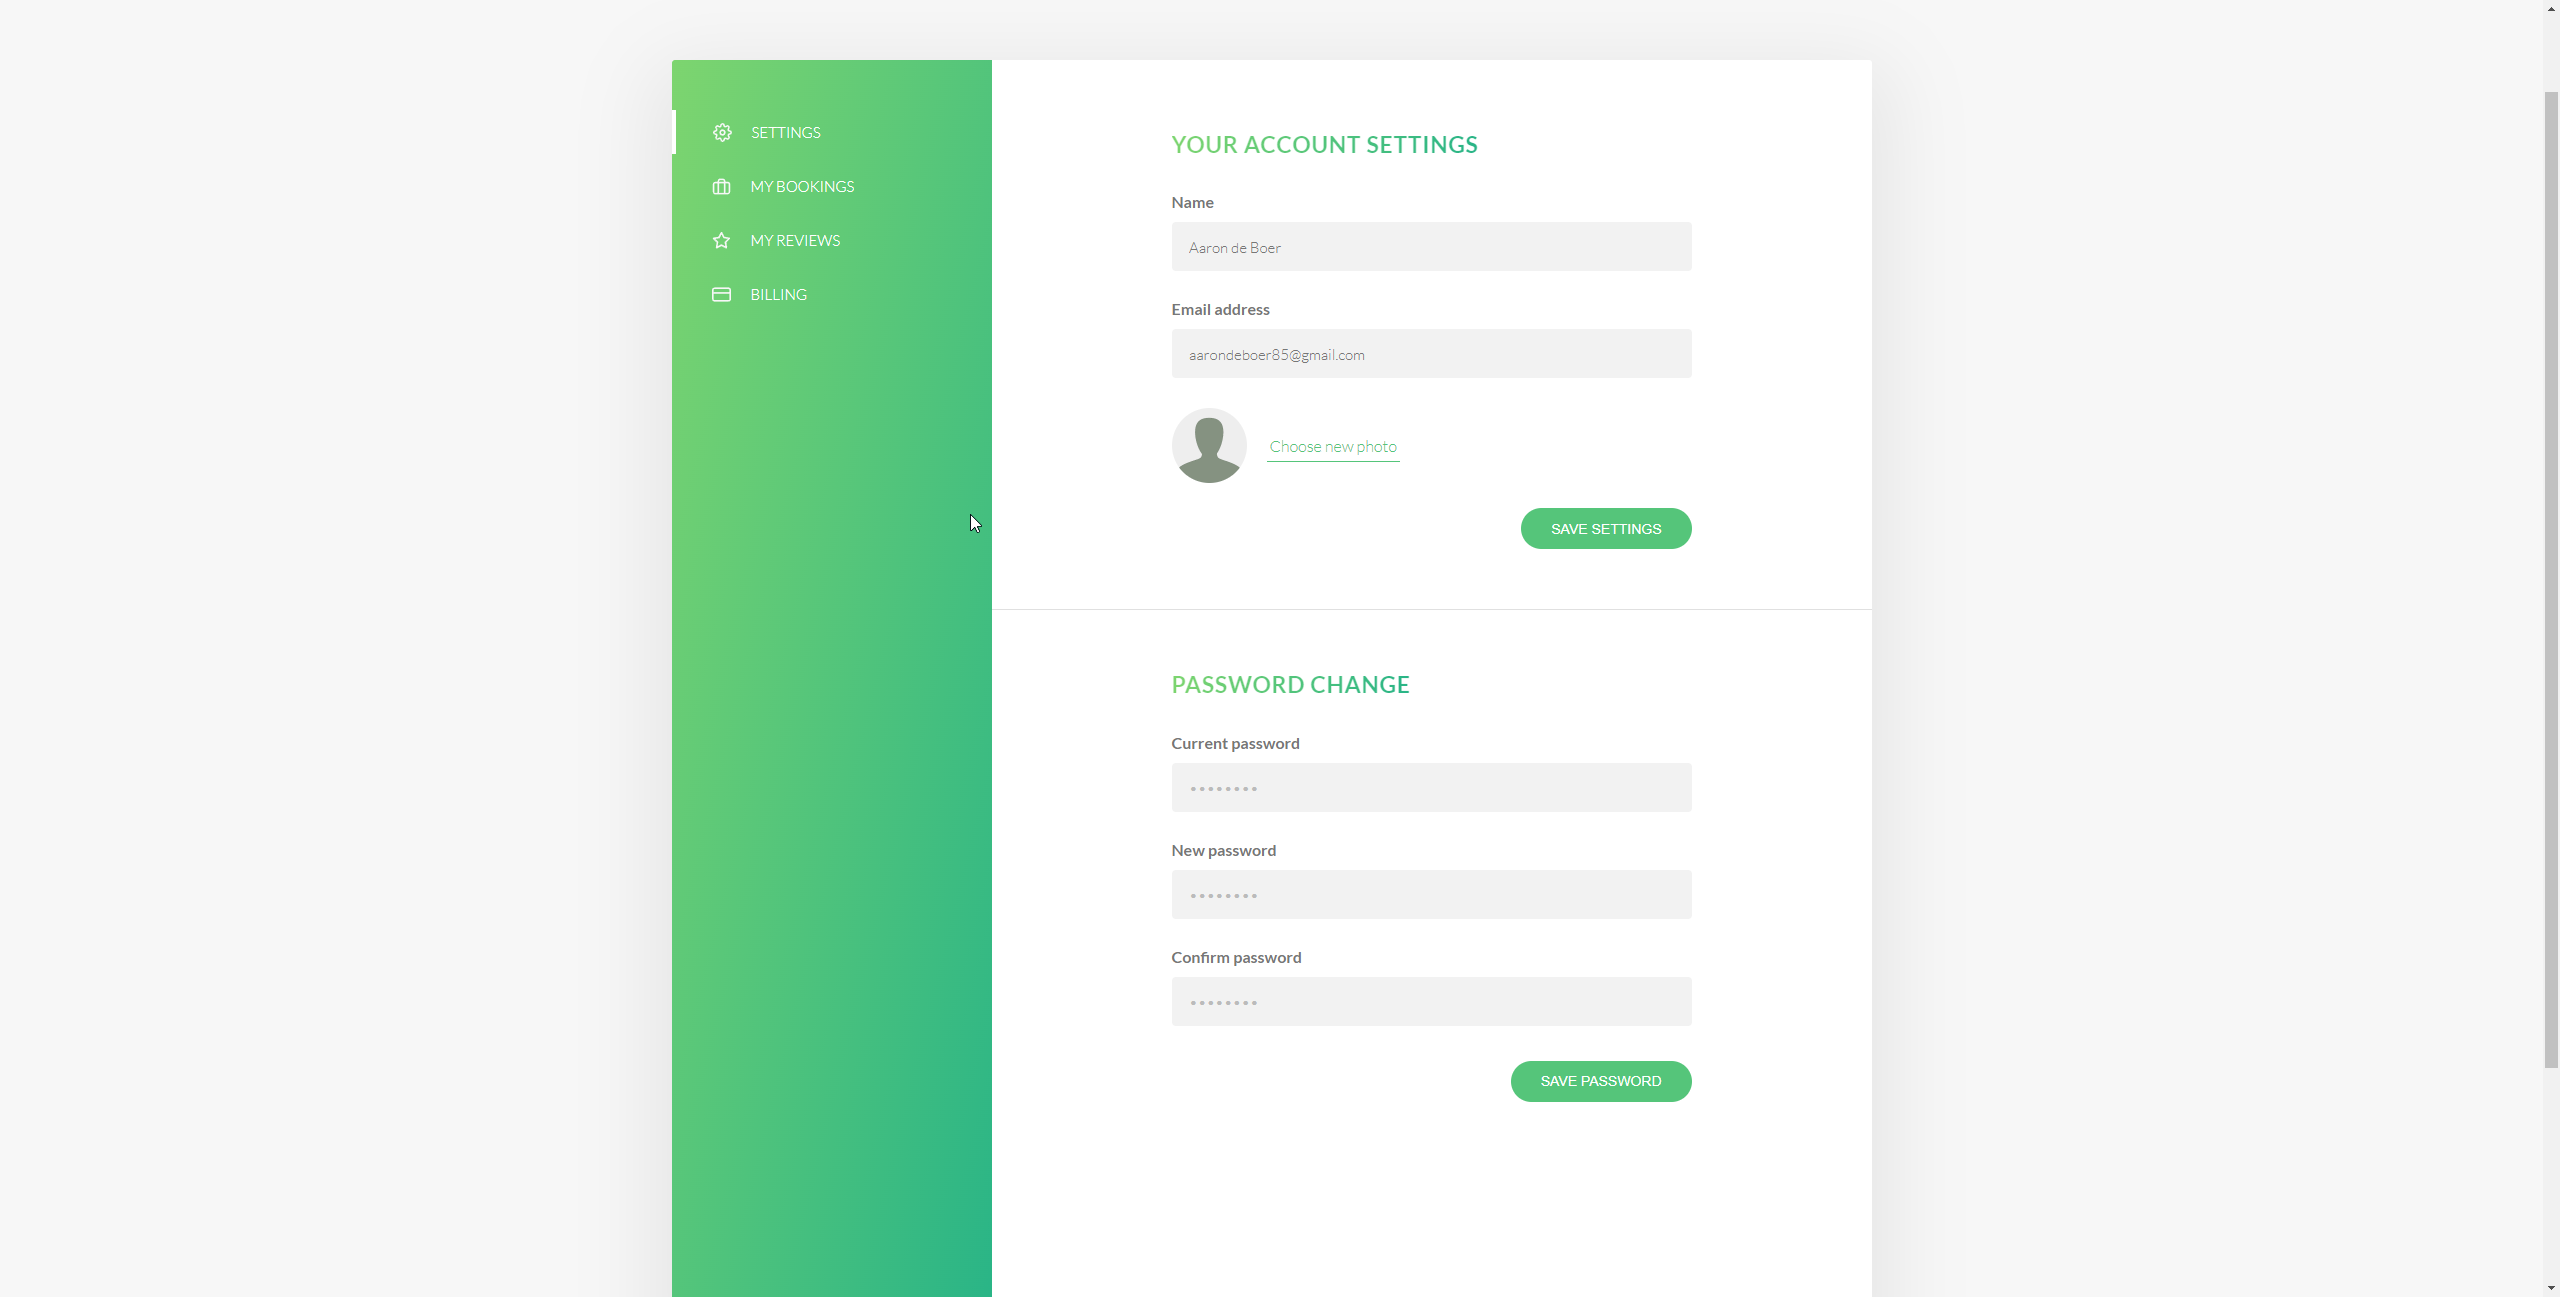 SETTINGS
MY BOOKINGS
MY REVIEWS
BILLING
YOUR ACCOUNT SETTINGS
Name
Aaron de Boer
Email address
aarondeboer85@gmail.com
Choose new photo
SAVE SETTINGS
PASSWORD CHANGE
Current password
••••••••
New password
••••••••
Confirm password
••••••••
SAVE PASSWORD